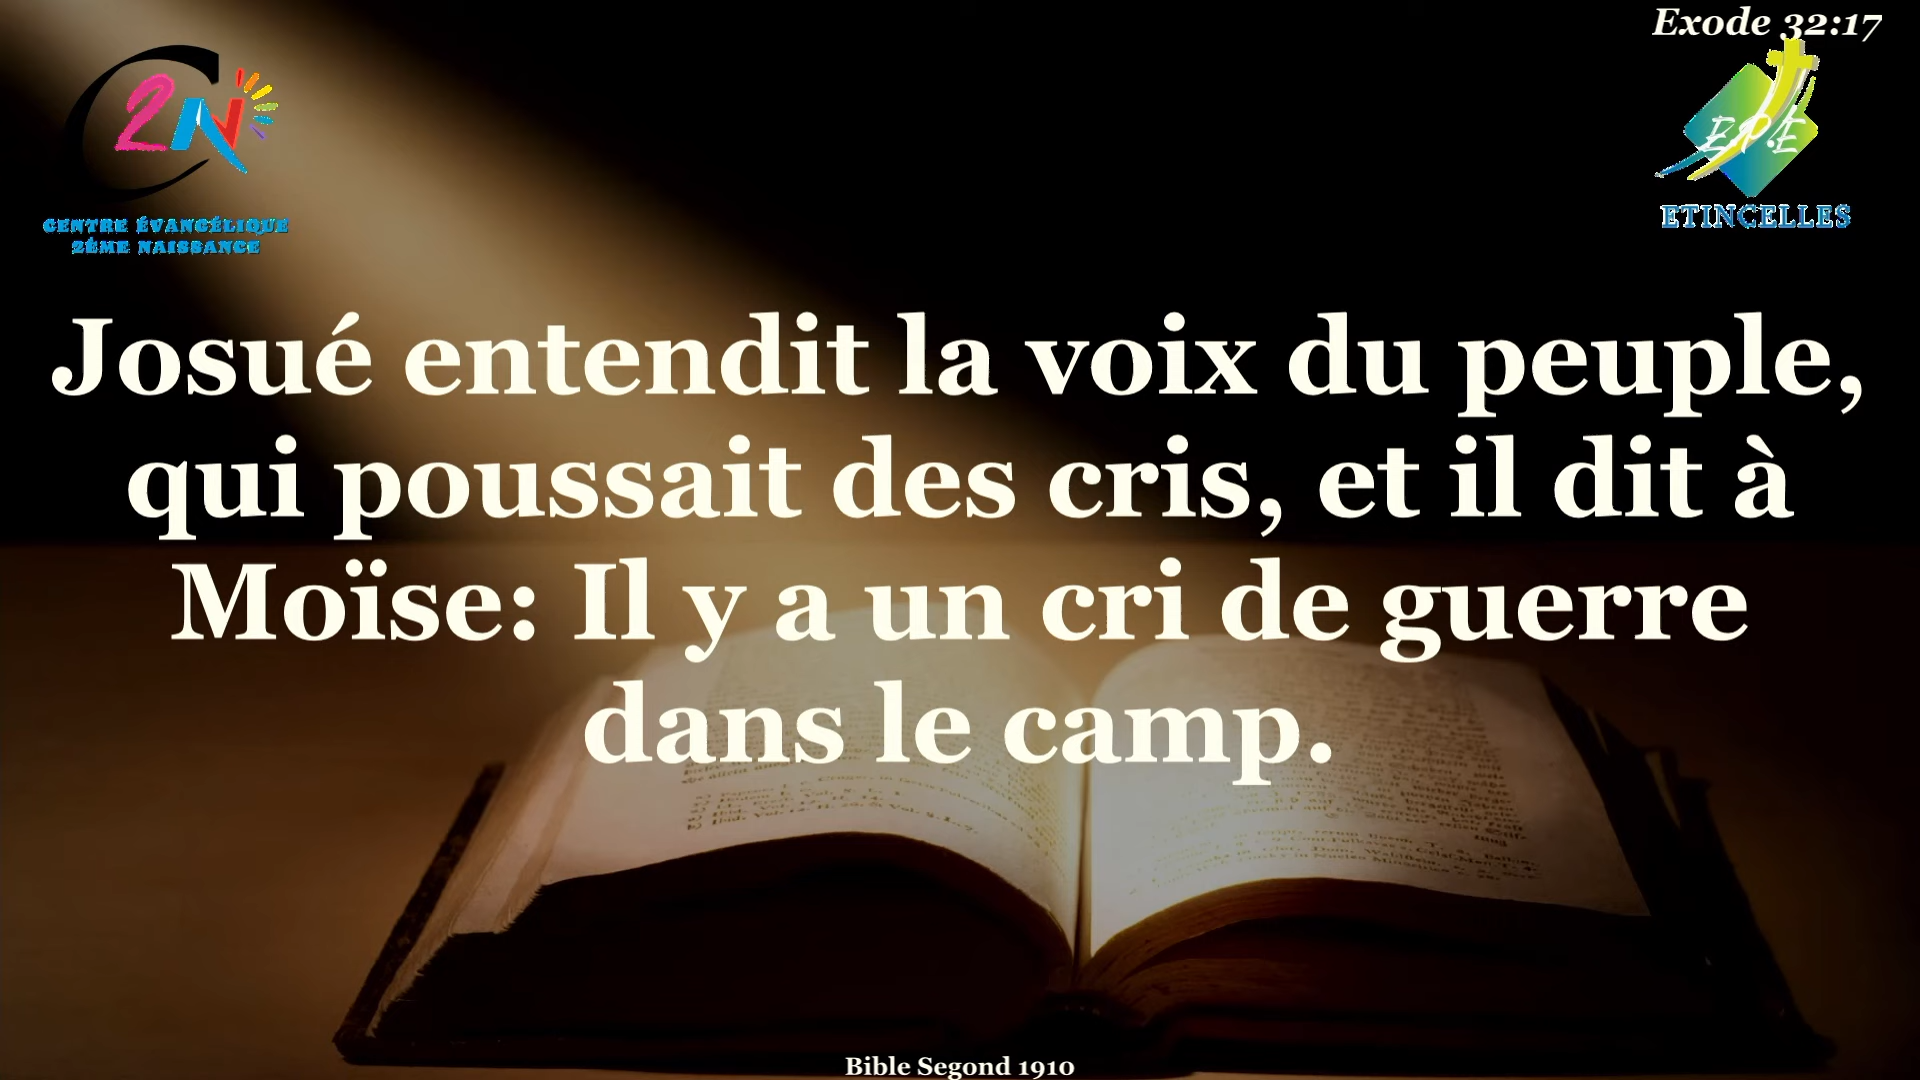 Exode 32:17
C2N
CENTRE ÉVANGÉLIQUE
2ÈME NAISSANCE
E.P.E
ETINCELLES
Josué entendit la voix du peuple,
qui poussait des cris, et il dit à
Moïse: Il y a un cri de guerre
dans le camp.
Bible Segond 1910